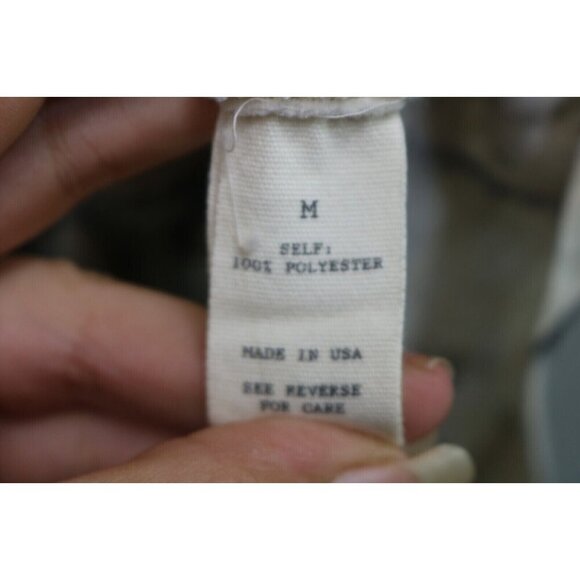 M
SELF:
100% POLYESTER
MADE IN USA
SEE REVERSE
FOR CARE